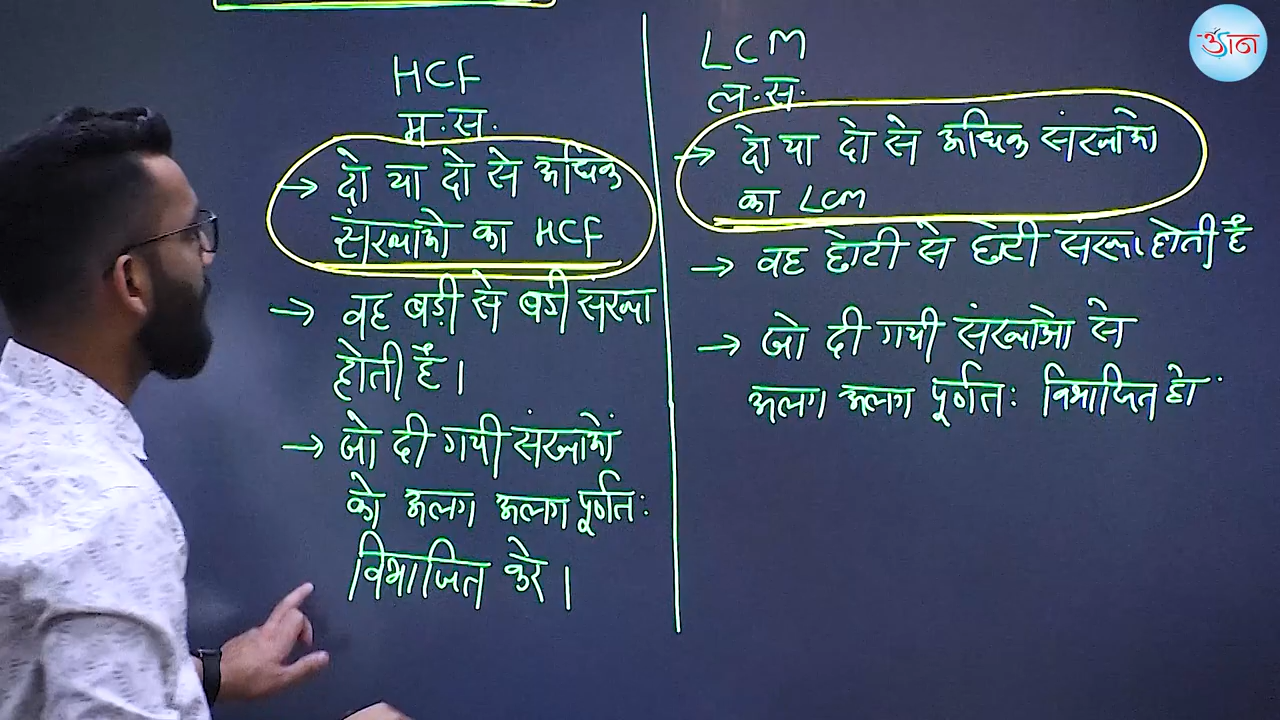 HCF
म.स.
→ दो या दो से अधिक
संख्याओ का HCF
→ वह बड़ी से बडी संख्या
होती है।
→ जो दी गयी संख्याओं
को अलग अलग पूर्णतः
विभाजित करे।
LCM
ल.स.
→ दो या दो से अधिक संख्याओ
का LCM
→ वह छोटी से छोटी संख्या होती है
→ जो दी गयी संख्याओ से
अलग अलग पूर्णतः विभाजित हो